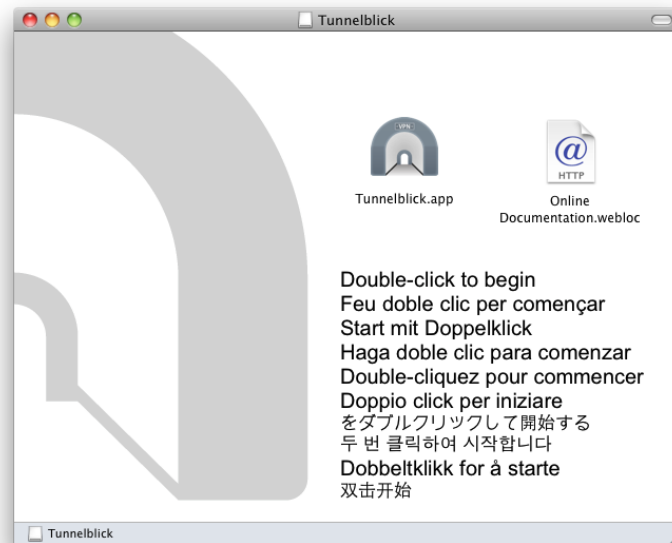 Tunnelblick
VPN
Tunnelblick.app
HTTP
Online
Documentation.webloc
Double-click to begin
Feu doble clic per començar
Start mit Doppelklick
Haga doble clic para comenzar
Double-cliquez pour commencer
Doppio click per iniziare
をダブルクリックして開始する
두 번 클릭하여 시작합니다
Dobbeltklikk for å starte
双击开始
Tunnelblick